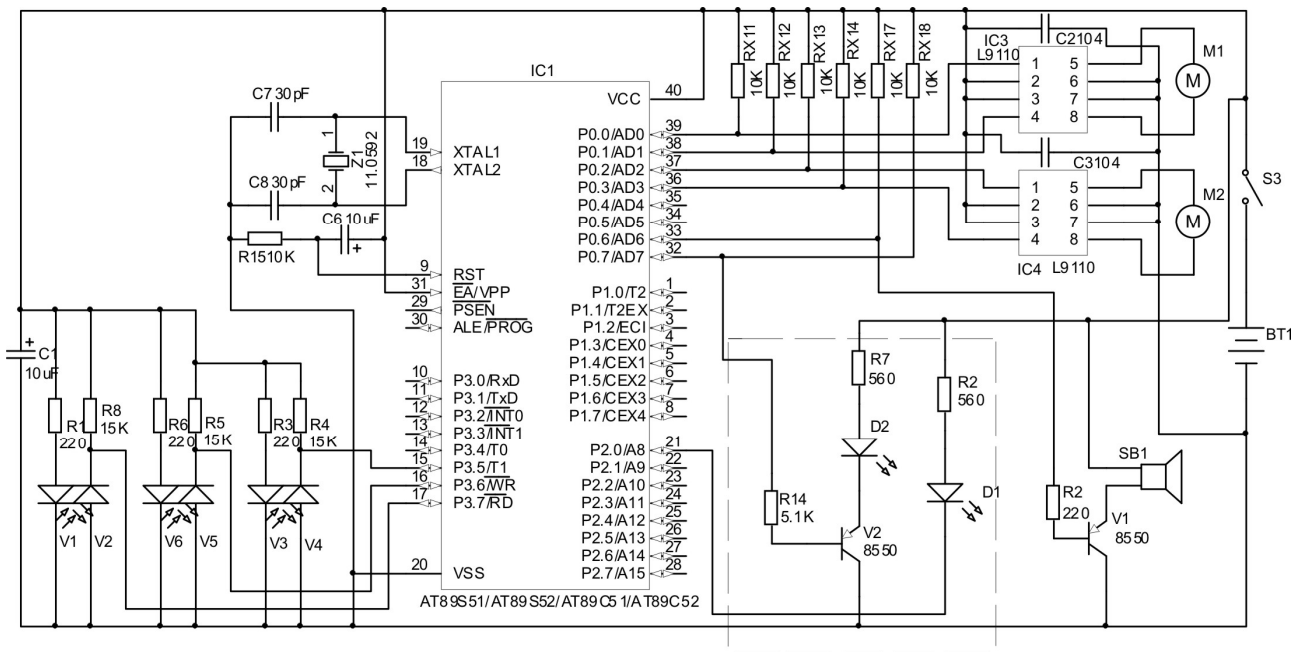 IC1
C7 30pF
1
Z1
11.0592
2
C8 30pF
C6 10uF
+
R15 10K
19
XTAL1
18
XTAL2
9
RST
31
EA/VPP
29
PSEN
30
ALE/PROG
10
P3.0/RxD
11
P3.1/TxD
12
P3.2/INT0
13
P3.3/INT1
14
P3.4/T0
15
P3.5/T1
16
P3.6/WR
17
P3.7/RD
20
VSS
VCC
40
P0.0/AD0
39
P0.1/AD1
38
P0.2/AD2
37
P0.3/AD3
36
P0.4/AD4
35
P0.5/AD5
34
P0.6/AD6
33
P0.7/AD7
32
P1.0/T2
1
P1.1/T2EX
2
P1.2/ECI
3
P1.3/CEX0
4
P1.4/CEX1
5
P1.5/CEX2
6
P1.6/CEX3
7
P1.7/CEX4
8
P2.0/A8
21
P2.1/A9
22
P2.2/A10
23
P2.3/A11
24
P2.4/A12
25
P2.5/A13
26
P2.6/A14
27
P2.7/A15
28
AT89S51/AT89S52/AT89C51/AT89C52
RX11
10K
RX12
10K
RX13
10K
RX14
10K
RX17
10K
RX18
10K
IC3
L9110
C2104
1 5
2 6
3 7
4 8
M1
M
C3104
1 5
2 6
3 7
4 8
IC4
L9110
M2
M
S3
BT1
+
C1
10uF
R1
220
R8
15K
R6
220
R5
15K
R3
220
R4
15K
V1
V2
V6
V5
V3
V4
R7
560
R2
560
D2
D1
R14
5.1K
V2
8550
R2
220
V1
8550
SB1